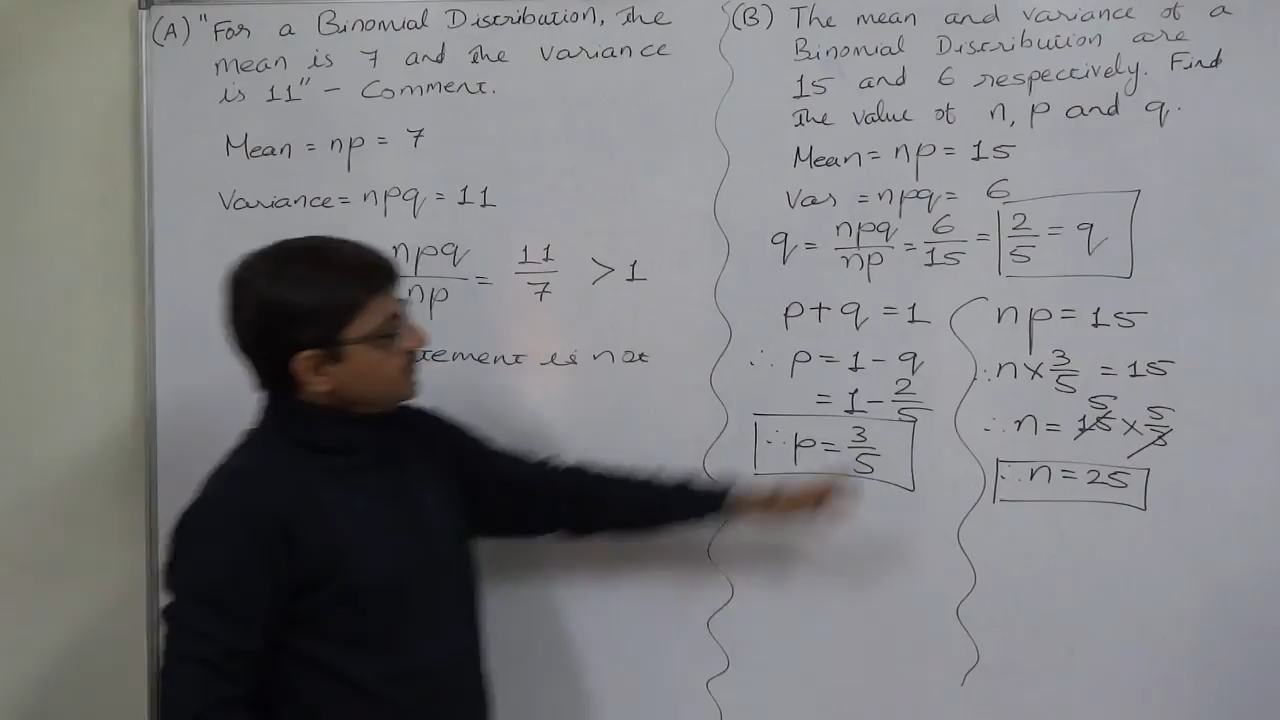 (A) "For a Binomial Distribution, the
mean is 7 and the variance
is 11" - Comment.
Mean = np = 7
Variance = npq = 11
npq/np = 11/7 > 1
is not
(B) The mean and variance of a
Binomial Distribution are
15 and 6 respectively. Find
the value of n, p and q.
Mean = np = 15
Var = npq = 6
q = npq/np = 6/15 = 2/5 = q
p + q = 1
∴ p = 1 - q
= 1 - 2/5
∴ p = 3/5
np = 15
∴ n × 3/5 = 15
∴ n = 15 5 × 5/3
∴ n = 25